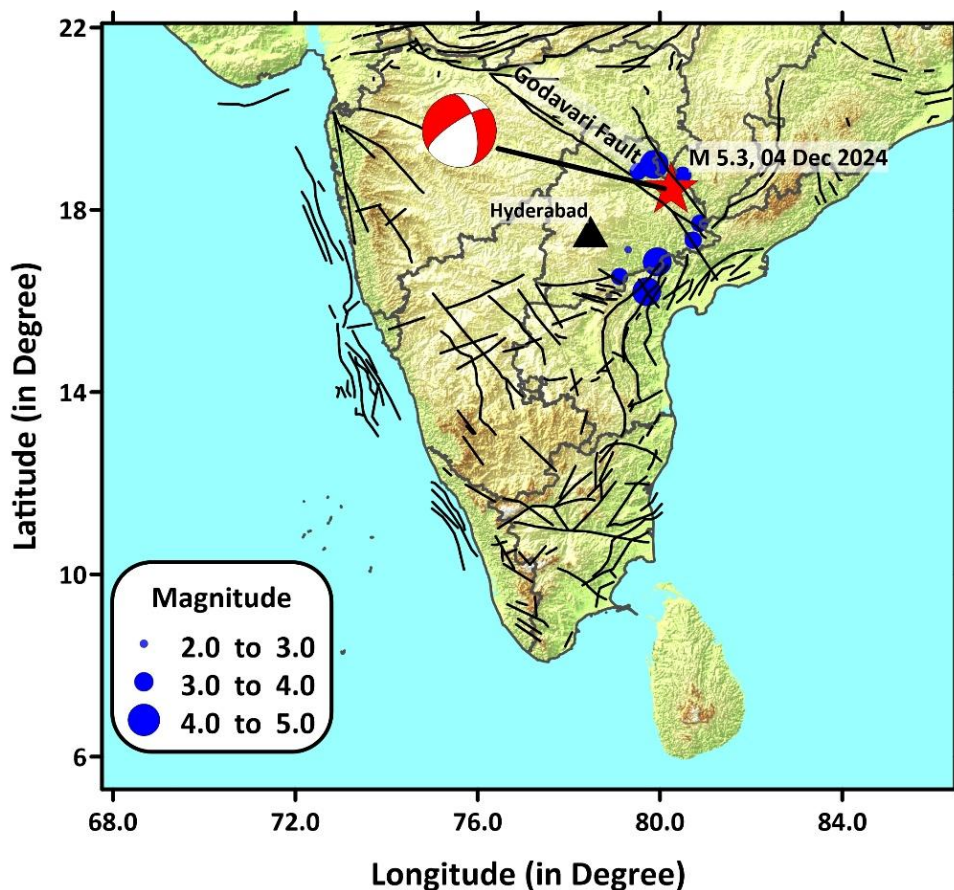 22
18
14
10
6
Latitude (in Degree)
Godavari Fault
M 5.3, 04 Dec 2024
Hyderabad
Magnitude
2.0 to 3.0
3.0 to 4.0
4.0 to 5.0
68.0 72.0 76.0 80.0 84.0
Longitude (in Degree)